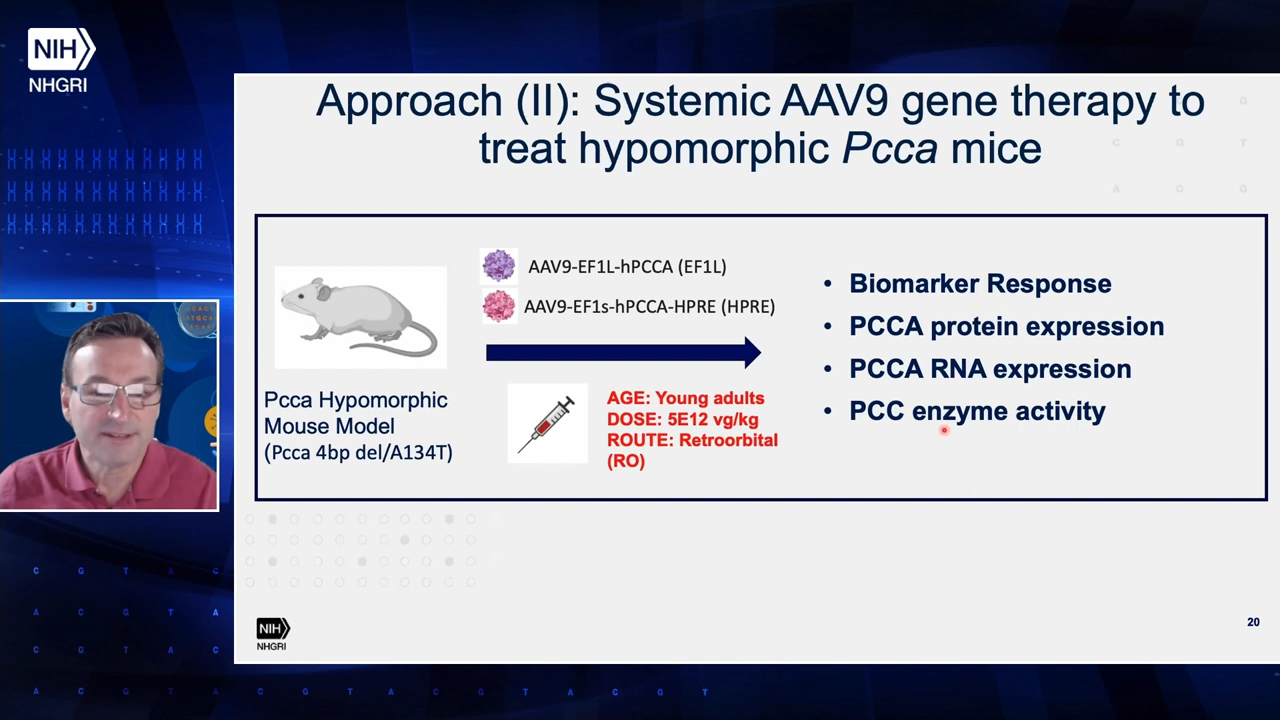 NIH
NHGRI
Approach (II): Systemic AAV9 gene therapy to
treat hypomorphic Pcca mice
AAV9-EF1L-hPCCA (EF1L)
AAV9-EF1s-hPCCA-HPRE (HPRE)
Pcca Hypomorphic
Mouse Model
(Pcca 4bp del/A134T)
AGE: Young adults
DOSE: 5E12 vg/kg
ROUTE: Retroorbital
(RO)
• Biomarker Response
• PCCA protein expression
• PCCA RNA expression
• PCC enzyme activity
NIH
NHGRI
20
C G T A C
A C G T A
C G T A C
A C G T A C G T A C G T A C G T